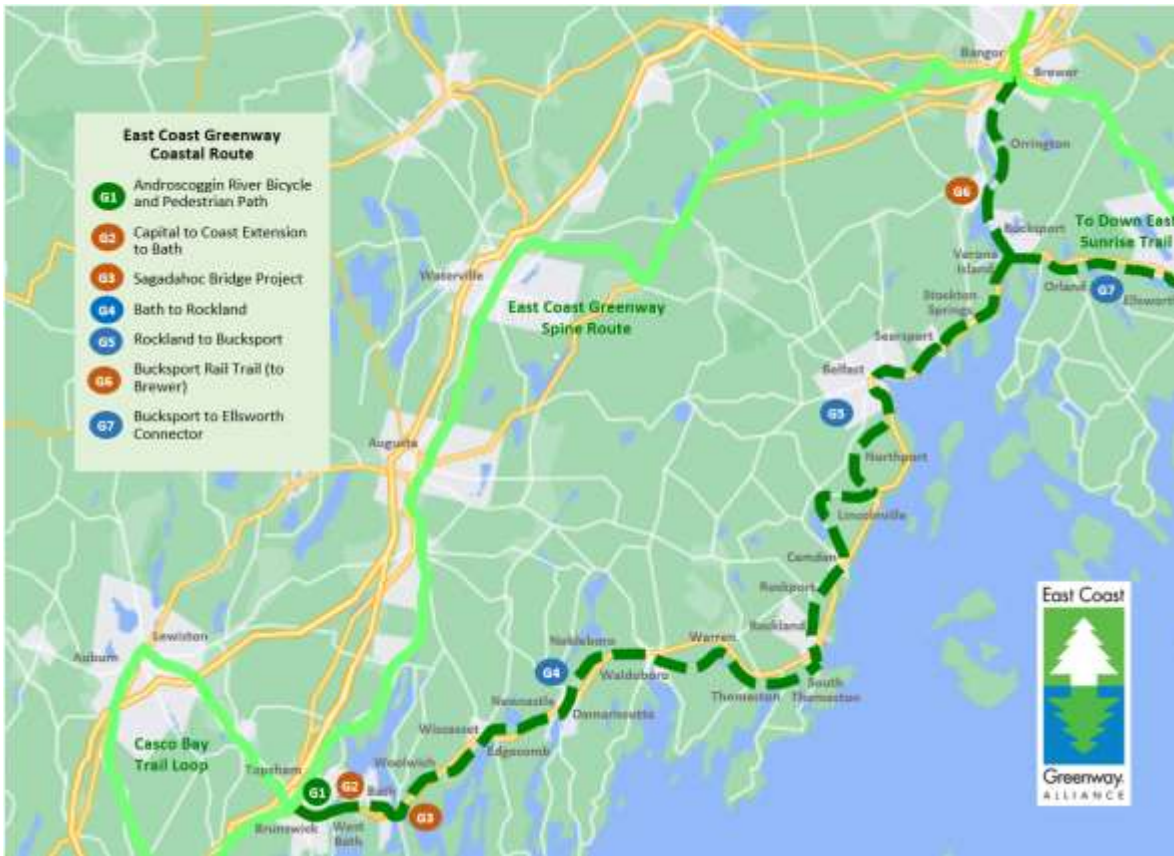 Bangor
Brewer
East Coast Greenway
Coastal Route
G1 Androscoggin River Bicycle
and Pedestrian Path
G2 Capital to Coast Extension
to Bath
G3 Sagadahoc Bridge Project
G4 Bath to Rockland
G5 Rockland to Bucksport
G6 Bucksport Rail Trail (to
Brewer)
G7 Bucksport to Ellsworth
Connector
Orrington
G6
Bucksport
To Down East
Sunrise Trail
Verona
Island
Waterville
Orland
G7
Ellsworth
Stockton
Springs
East Coast Greenway
Spine Route
Searsport
Belfast
G5
Augusta
Northport
Lincolnville
Camden
Rockport
East Coast
Rockland
Warren
Lewiston
Auburn
Nobleboro
G4
Waldoboro
Thomaston
South
Thomaston
Newcastle
Damariscotta
Wiscasset
Edgecomb
Casco Bay
Trail Loop
Woolwich
Topsham
Greenway
ALLIANCE
G1
G2
Bath
G3
Brunswick
West
Bath